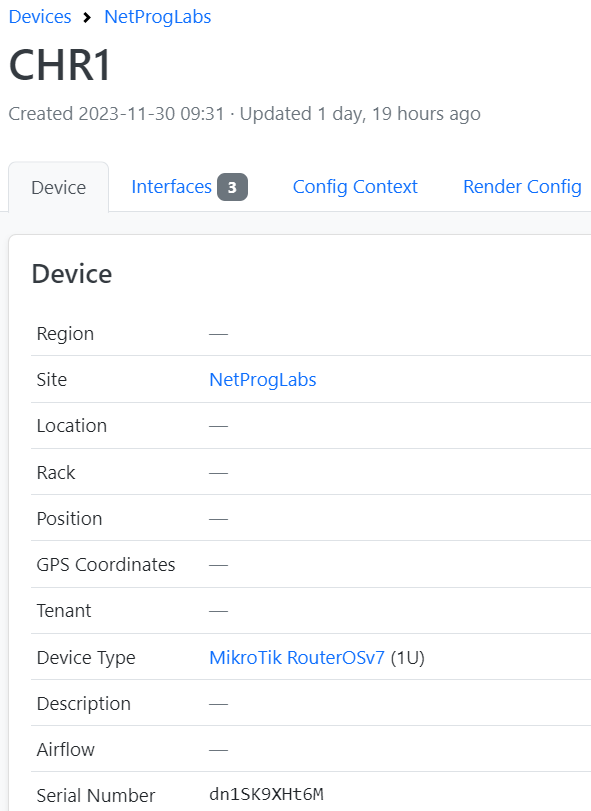 Devices > NetProgLabs
CHR1
Created 2023-11-30 09:31 · Updated 1 day, 19 hours ago
Device Interfaces 3 Config Context Render Config
Device
Region —
Site NetProgLabs
Location —
Rack —
Position —
GPS Coordinates —
Tenant —
Device Type MikroTik RouterOSv7 (1U)
Description —
Airflow —
Serial Number dn1SK9XHt6M